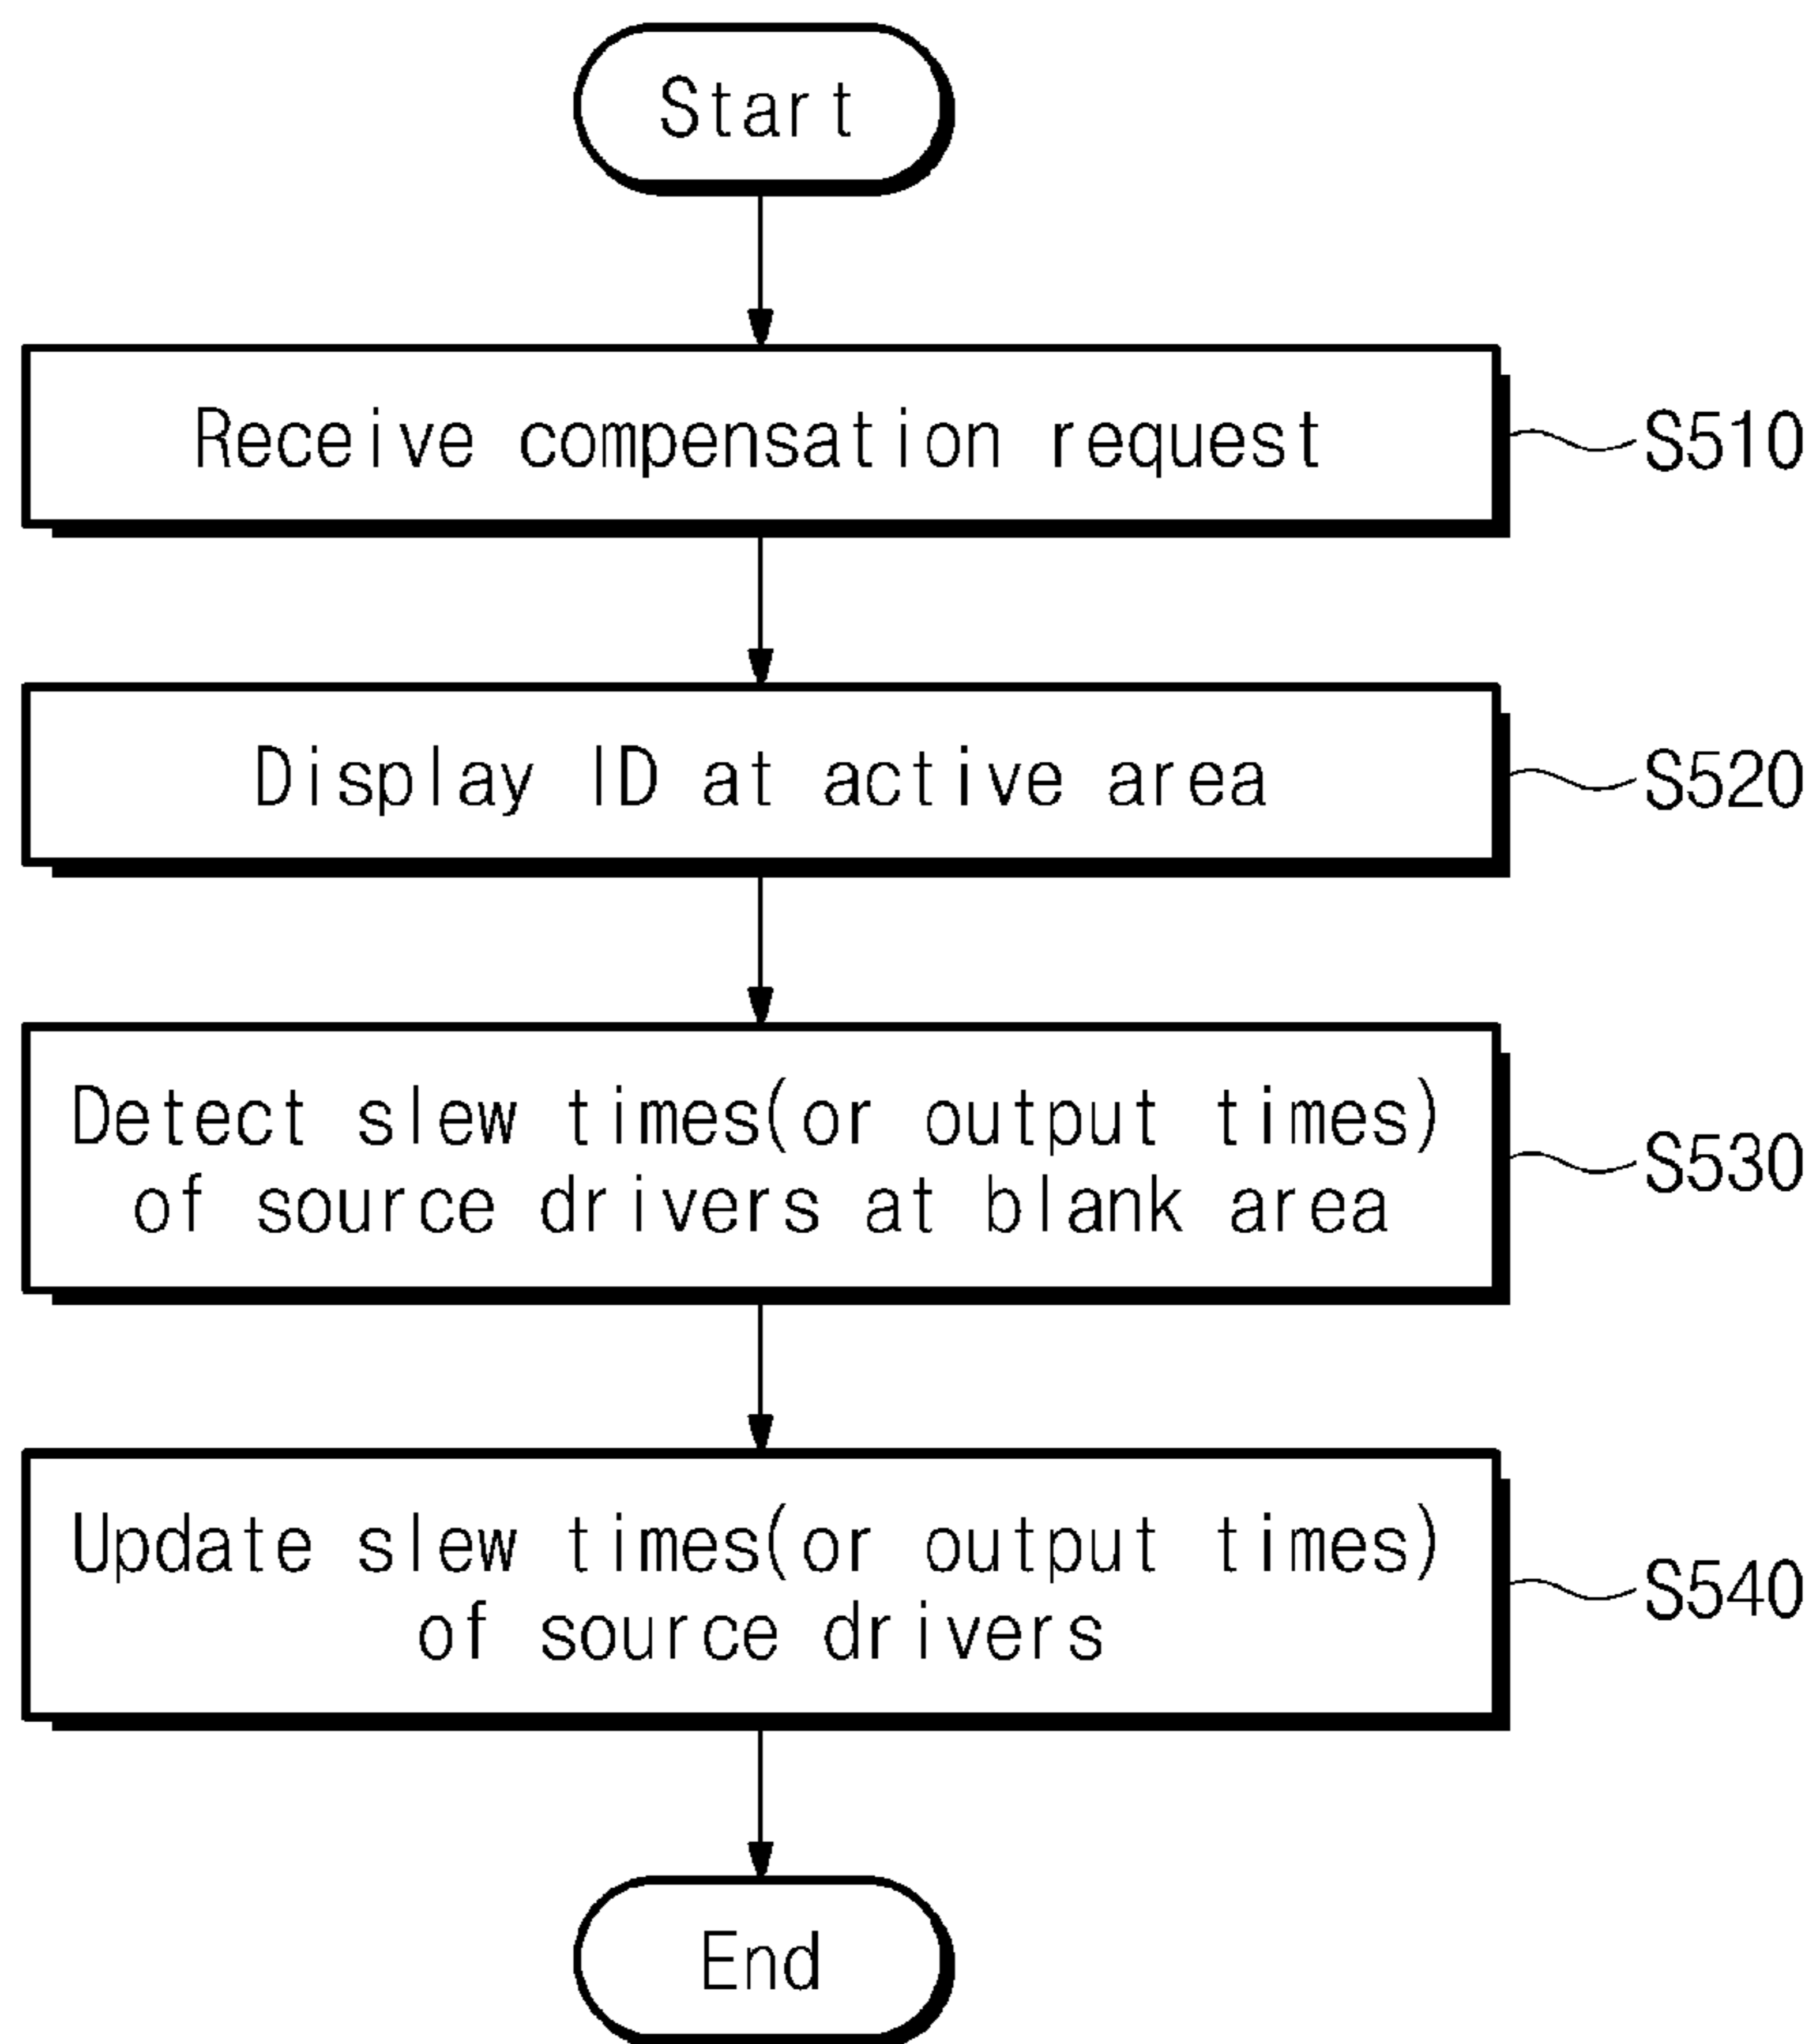 Start
Receive compensation request
S510
Display ID at active area
S520
Detect slew times(or output times)
of source drivers at blank area
S530
Update slew times(or output times)
of source drivers
S540
End